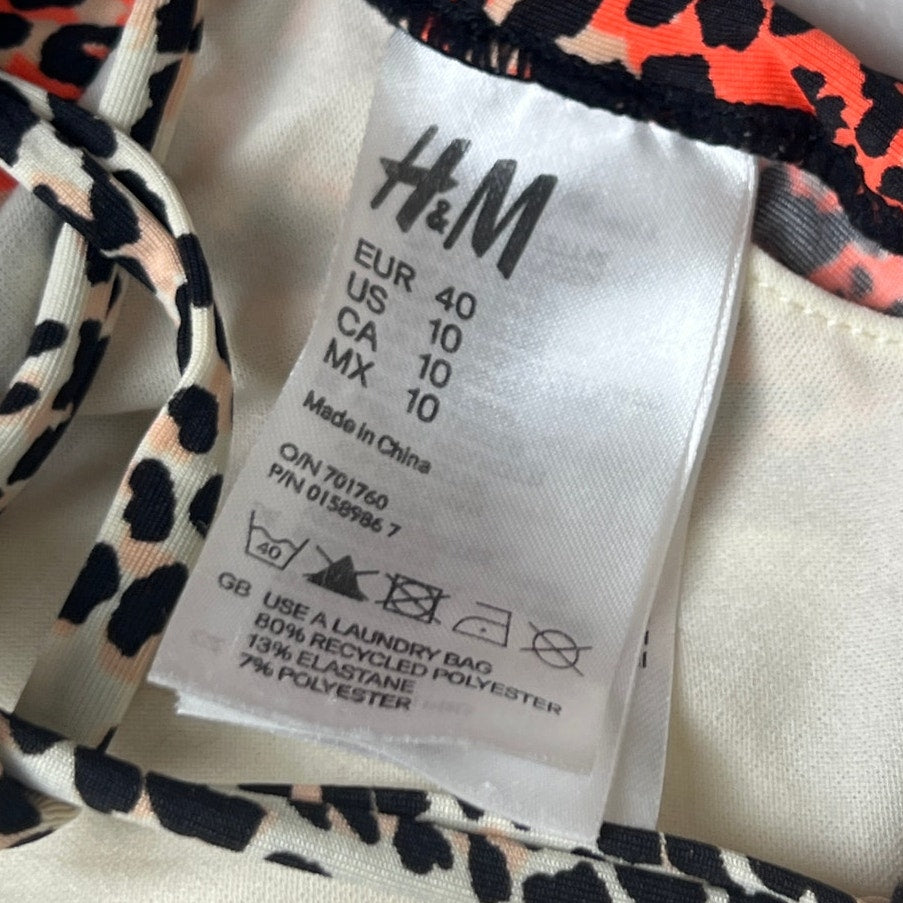 H&M
EUR 40
US 10
CA 10
MX 10
Made in China
O/N 701760
P/N 0158986 7
40
GB USE A LAUNDRY BAG
80% RECYCLED POLYESTER
13% ELASTANE
7% POLYESTER